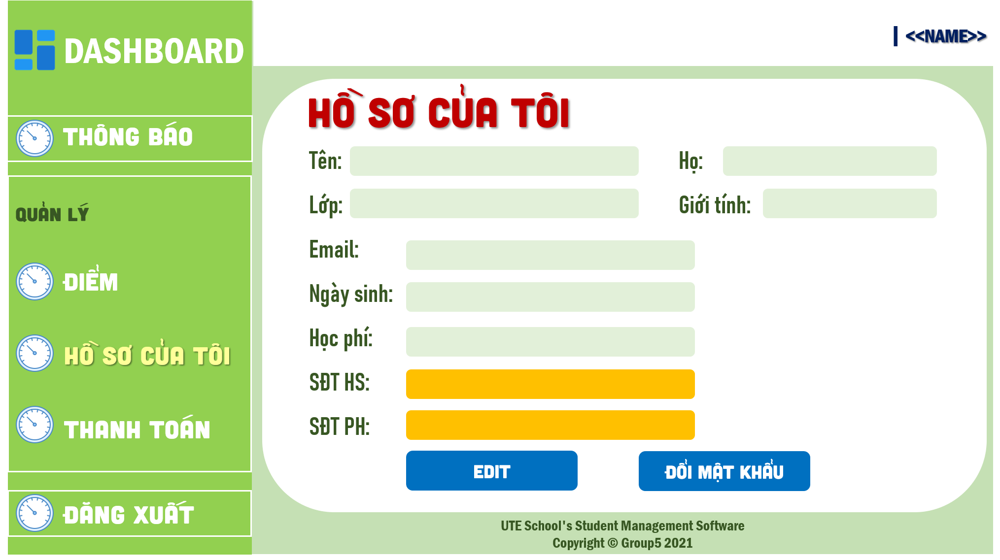 DASHBOARD
| <<NAME>>
THÔNG BÁO
QUẢN LÝ
ĐIỂM
HỒ SƠ CỦA TÔI
THANH TOÁN
ĐĂNG XUẤT
HỒ SƠ CỦA TÔI
Tên:
Họ:
Lớp:
Giới tính:
Email:
Ngày sinh:
Học phí:
SĐT HS:
SĐT PH:
EDIT
ĐỔI MẬT KHẨU
UTE School's Student Management Software
Copyright © Group5 2021